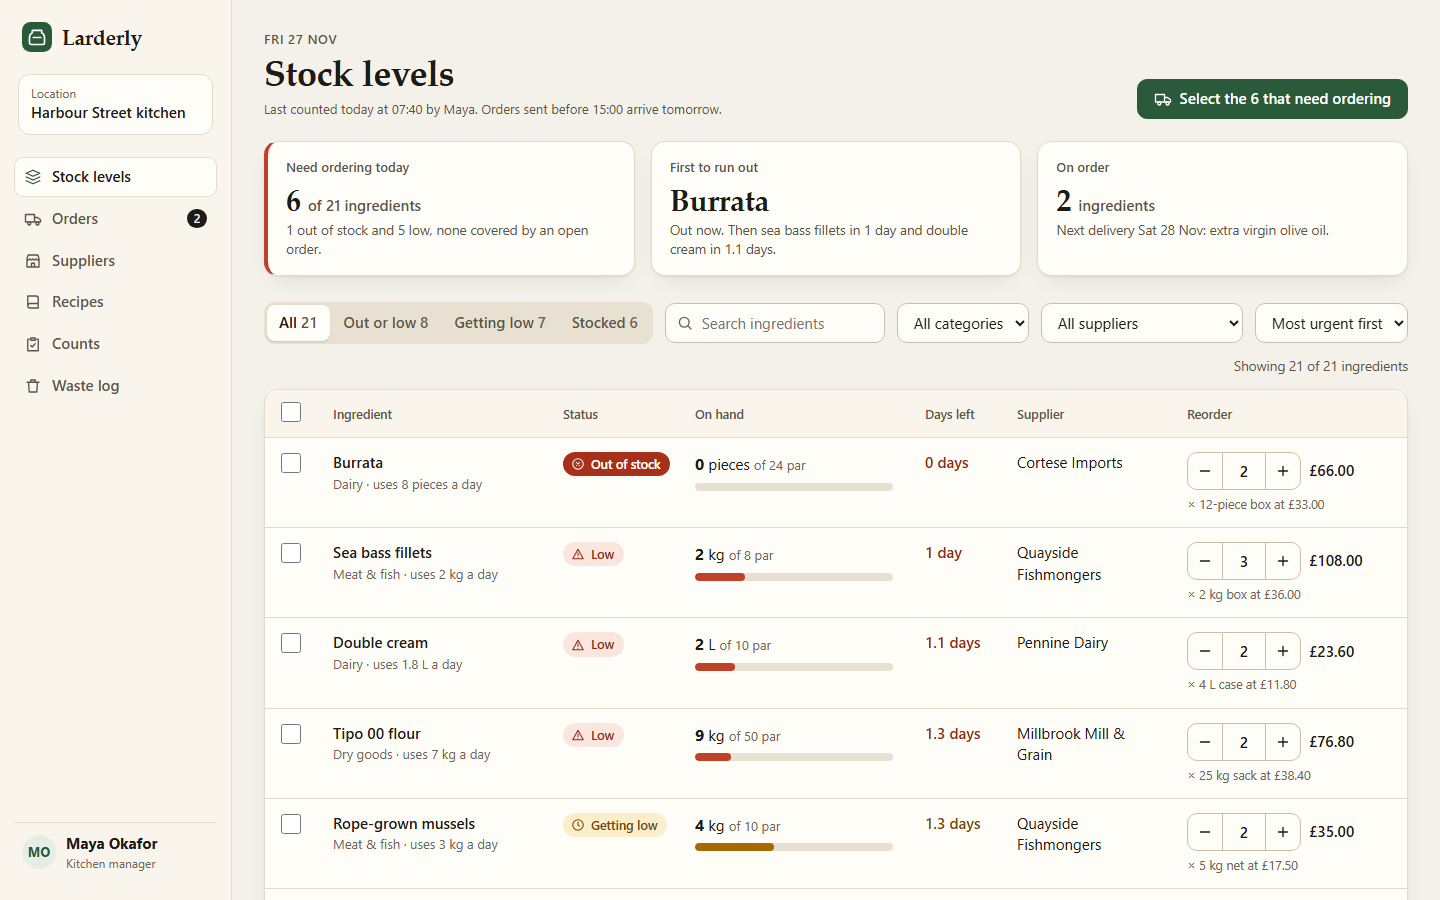 Larderly
Location
Harbour Street kitchen
Stock levels
Orders 2
Suppliers
Recipes
Counts
Waste log
MO
Maya Okafor
Kitchen manager
FRI 27 NOV
Stock levels
Last counted today at 07:40 by Maya. Orders sent before 15:00 arrive tomorrow.
Select the 6 that need ordering
Need ordering today
6 of 21 ingredients
1 out of stock and 5 low, none covered by an open
order.
First to run out
Burrata
Out now. Then sea bass fillets in 1 day and double
cream in 1.1 days.
On order
2 ingredients
Next delivery Sat 28 Nov: extra virgin olive oil.
All 21 Out or low 8 Getting low 7 Stocked 6
Search ingredients
All categories
All suppliers
Most urgent first
Showing 21 of 21 ingredients
Ingredient Status On hand Days left Supplier Reorder
Burrata
Dairy · uses 8 pieces a day
Out of stock
0 pieces of 24 par
0 days
Cortese Imports
− 2 + £66.00
× 12-piece box at £33.00
Sea bass fillets
Meat & fish · uses 2 kg a day
Low
2 kg of 8 par
1 day
Quayside
Fishmongers
− 3 + £108.00
× 2 kg box at £36.00
Double cream
Dairy · uses 1.8 L a day
Low
2 L of 10 par
1.1 days
Pennine Dairy
− 2 + £23.60
× 4 L case at £11.80
Tipo 00 flour
Dry goods · uses 7 kg a day
Low
9 kg of 50 par
1.3 days
Millbrook Mill &
Grain
− 2 + £76.80
× 25 kg sack at £38.40
Rope-grown mussels
Meat & fish · uses 3 kg a day
Getting low
4 kg of 10 par
1.3 days
Quayside
Fishmongers
− 2 + £35.00
× 5 kg net at £17.50